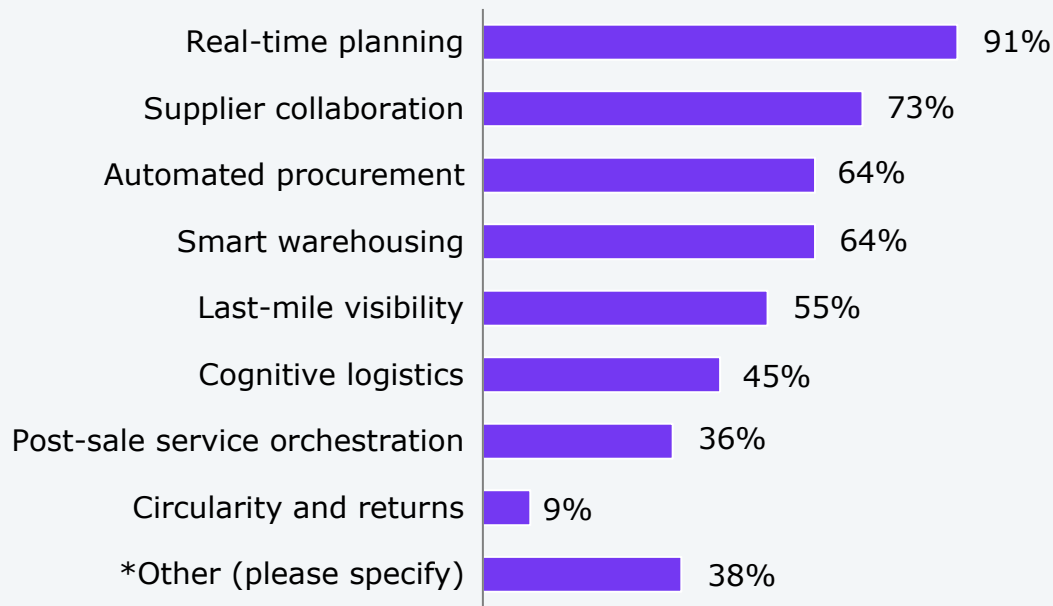 Real-time planning 91%
Supplier collaboration 73%
Automated procurement 64%
Smart warehousing 64%
Last-mile visibility 55%
Cognitive logistics 45%
Post-sale service orchestration 36%
Circularity and returns 9%
*Other (please specify) 38%